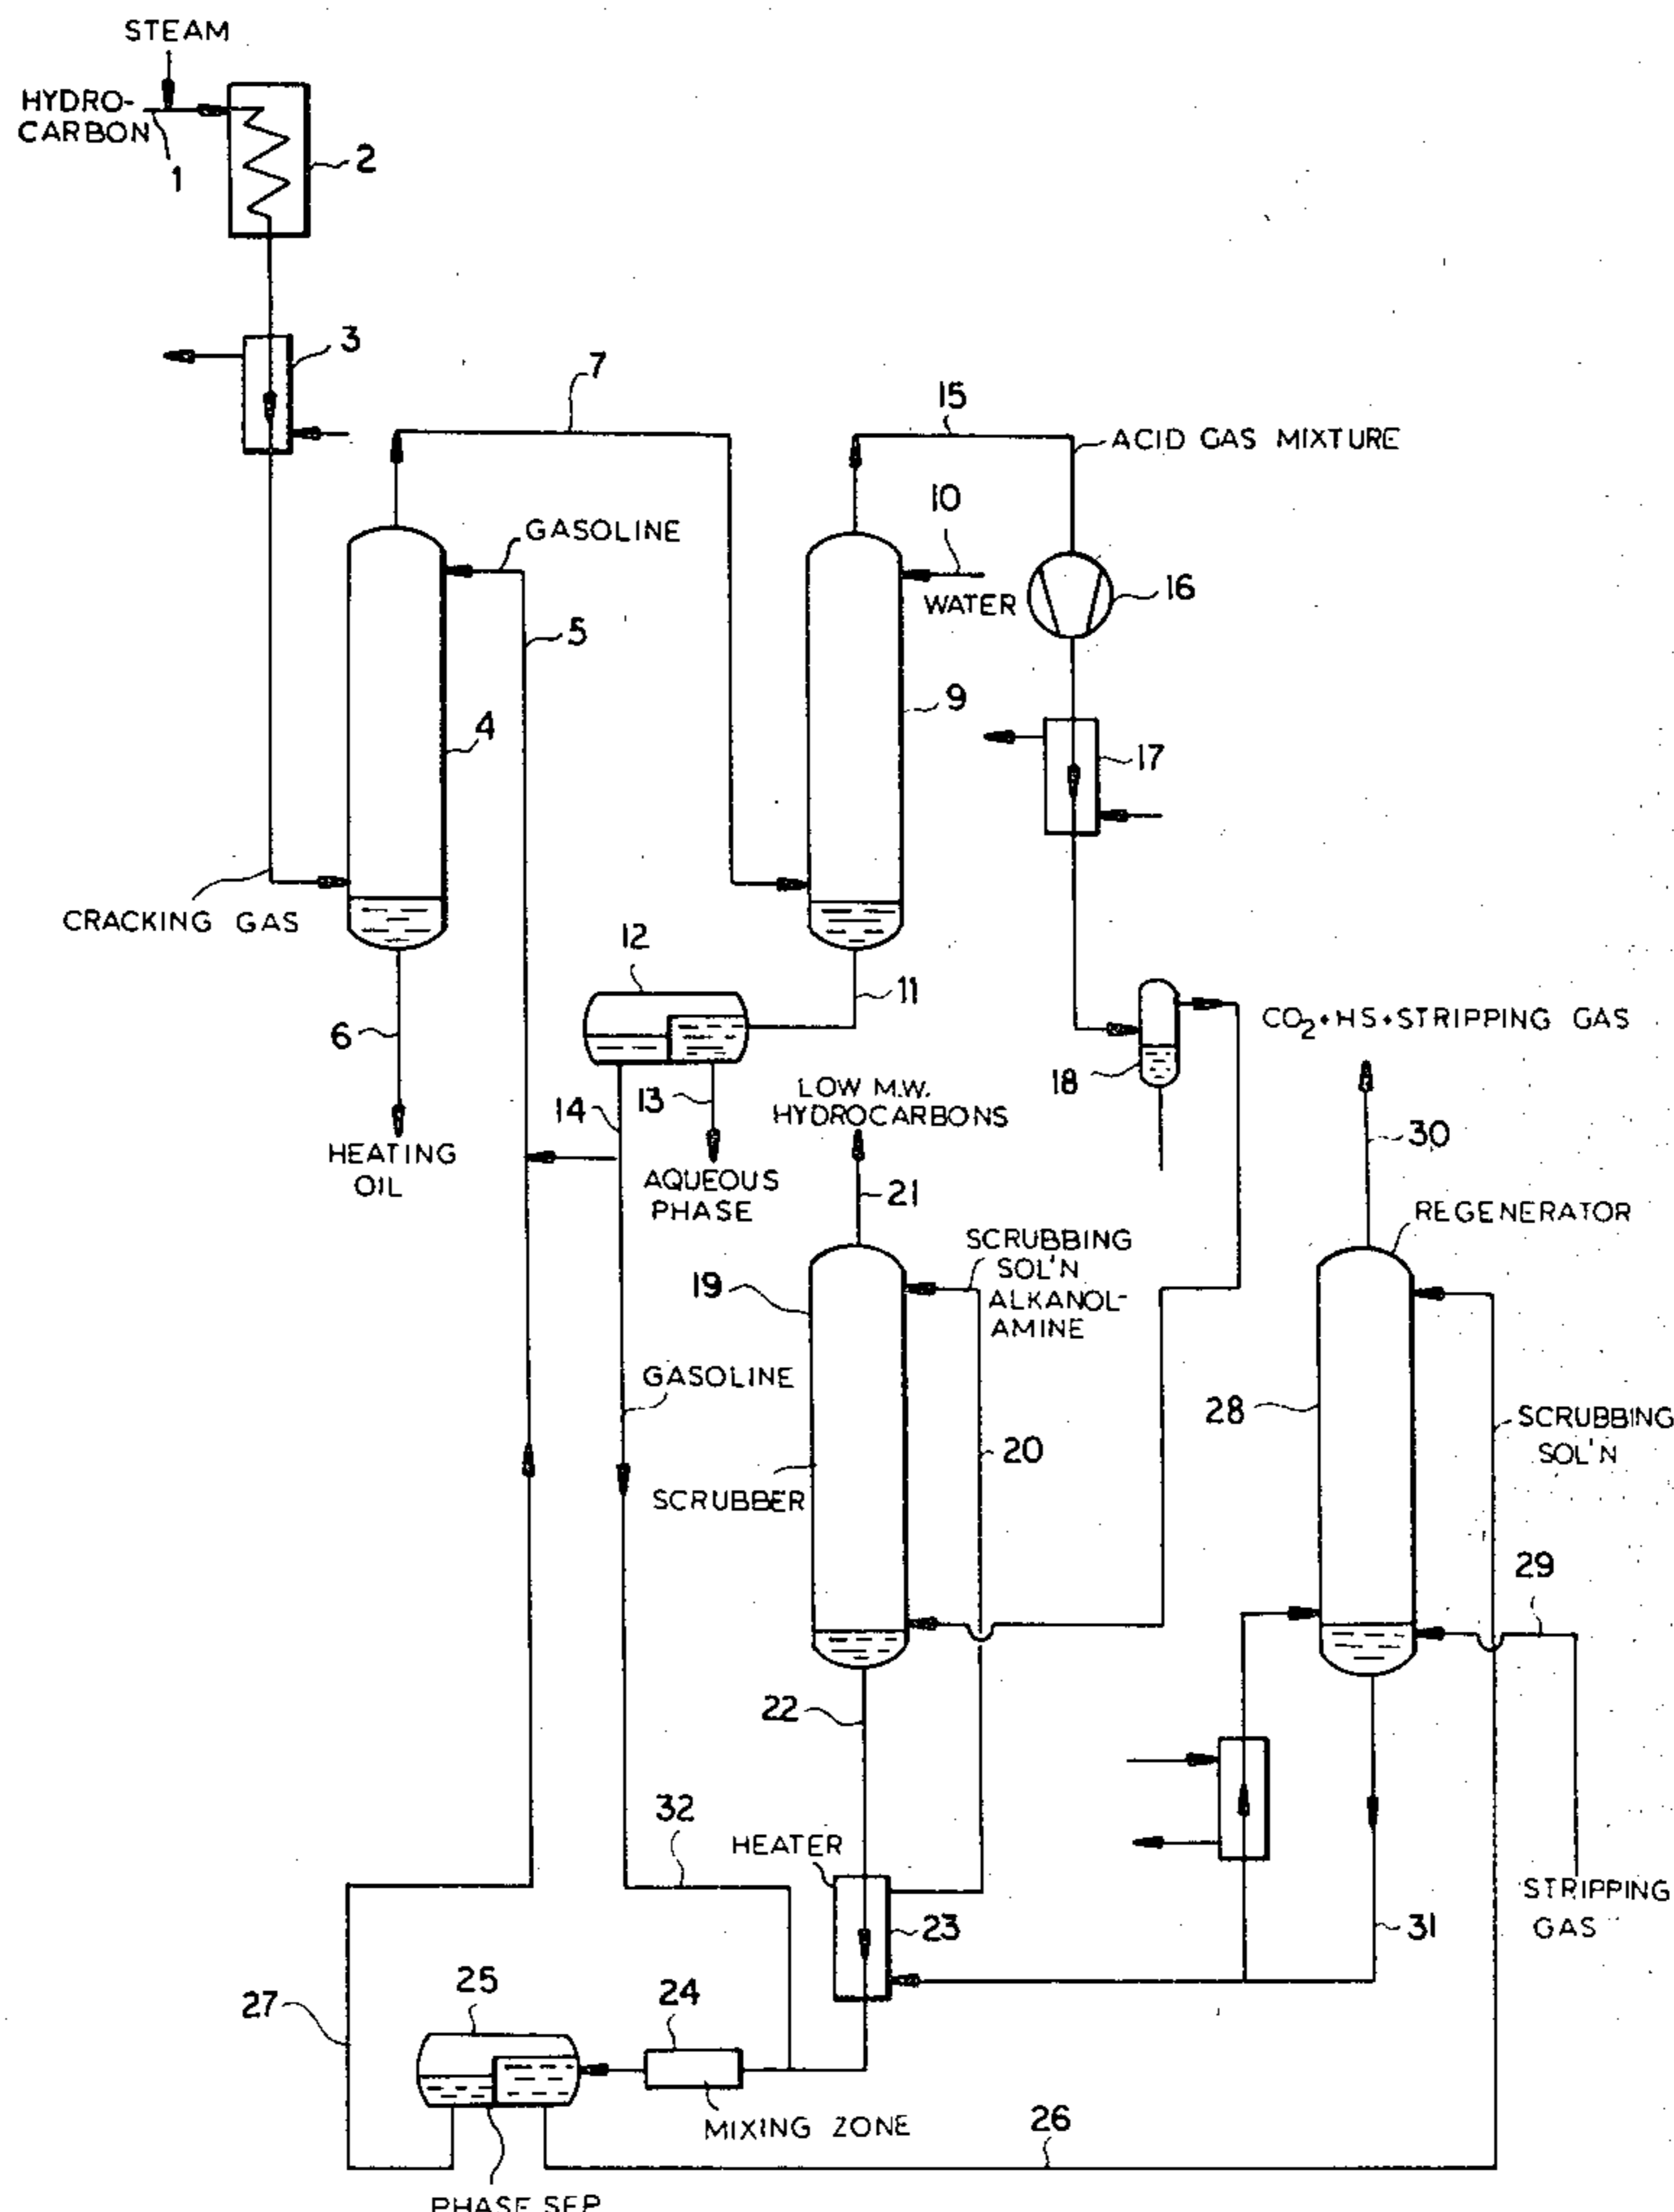 STEAM
HYDRO-
CARBON
1
2
3
7
15
ACID GAS MIXTURE
10
GASOLINE
WATER
16
5
9
4
17
CRACKING GAS
12
11
CO₂+HS+STRIPPING GAS
6
18
LOW M.W.
HYDROCARBONS
14
13
30
HEATING
OIL
AQUEOUS
PHASE
21
REGENERATOR
SCRUBBING
SOL'N
ALKANOL-
AMINE
19
GASOLINE
28
SCRUBBING
SOL'N
20
SCRUBBER
29
22
32
HEATER
STRIPPING
GAS
23
31
25
24
27
MIXING ZONE
26
PHASE SEP.